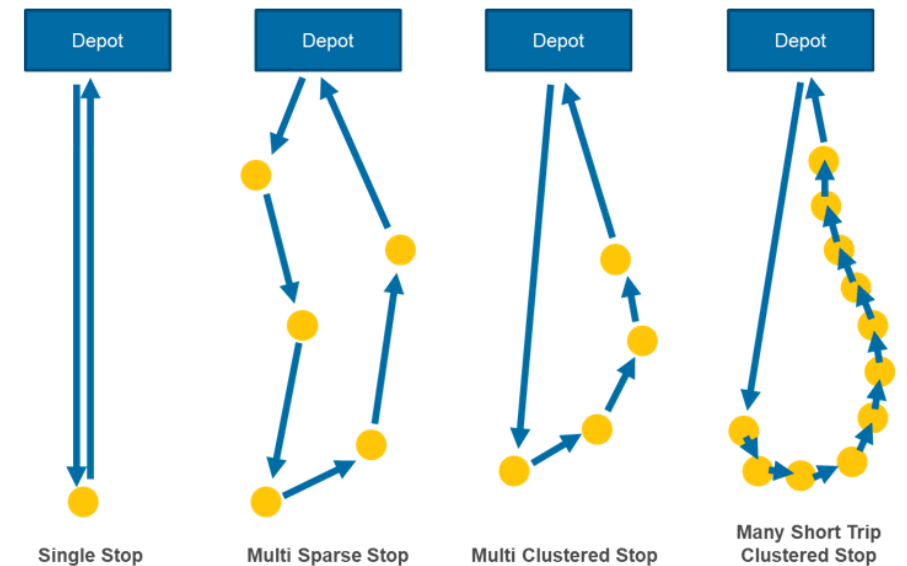 Depot
Depot
Depot
Depot
Single Stop
Multi Sparse Stop
Multi Clustered Stop
Many Short Trip
Clustered Stop